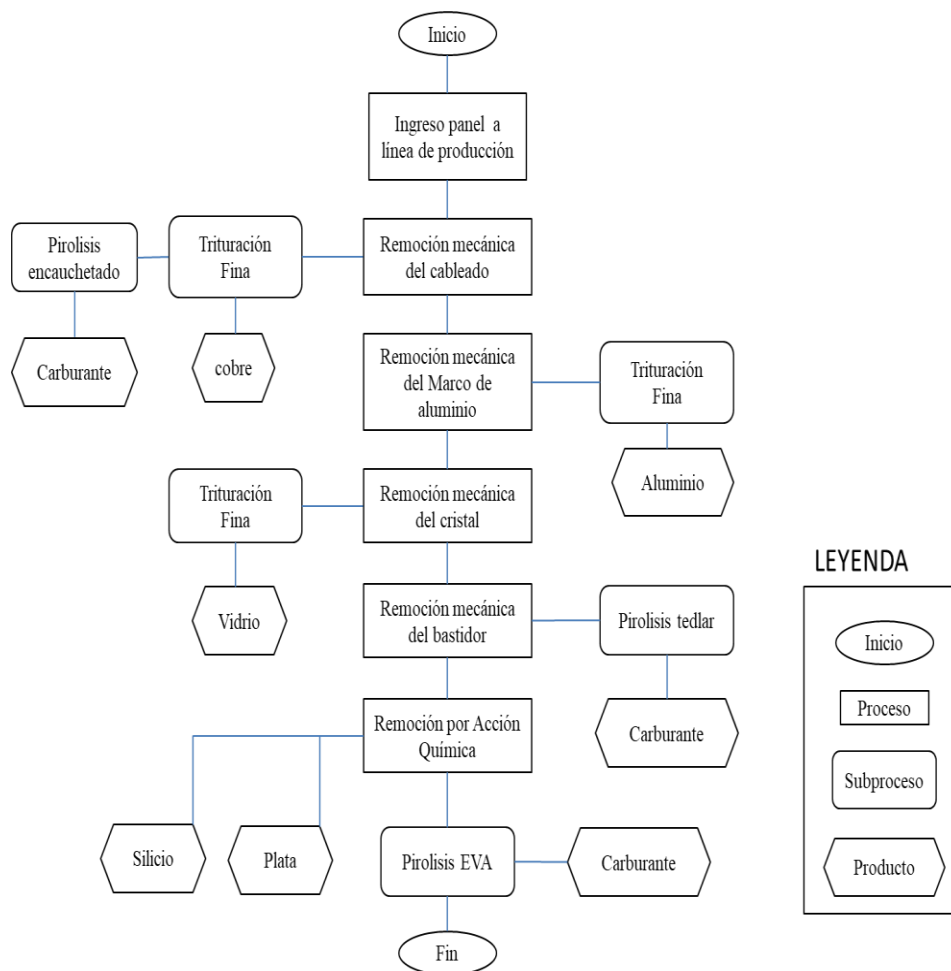 Inicio
Ingreso panel a
línea de producción
Pirolisis
encauchetado
Trituración
Fina
Remoción mecánica
del cableado
Carburante
cobre
Remoción mecánica
del Marco de
aluminio
Trituración
Fina
Aluminio
Trituración
Fina
Remoción mecánica
del cristal
Vidrio
Remoción mecánica
del bastidor
Pirolisis tedlar
Carburante
Remoción por Acción
Química
Silicio
Plata
Pirolisis EVA
Carburante
Fin
LEYENDA
Inicio
Proceso
Subproceso
Producto